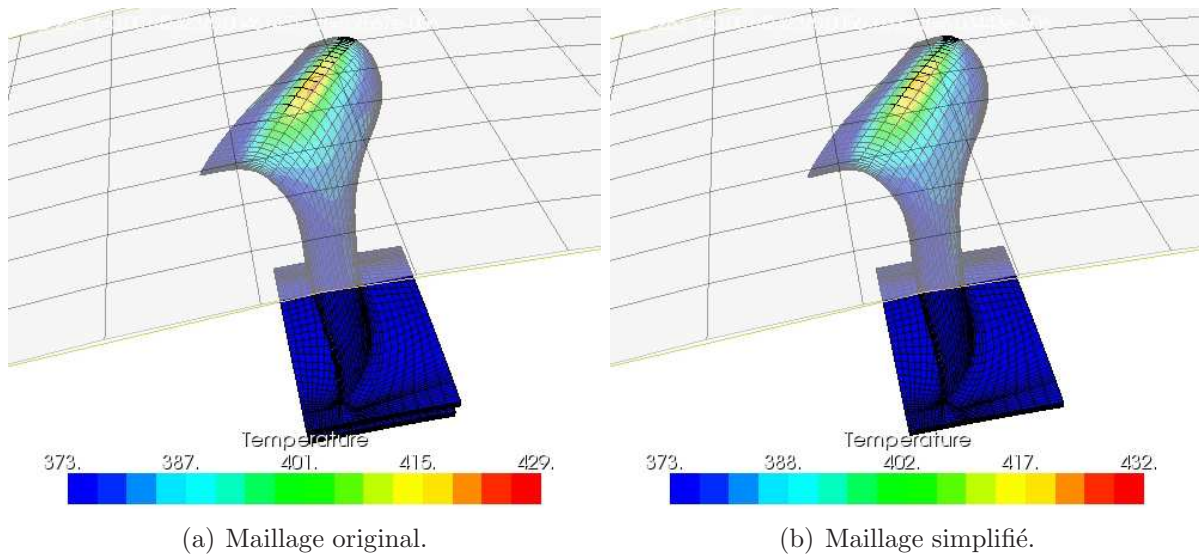 Temperature
373. 387. 401. 415. 429.
(a) Maillage original.
Temperature
373. 388. 402. 417. 432.
(b) Maillage simplifié.